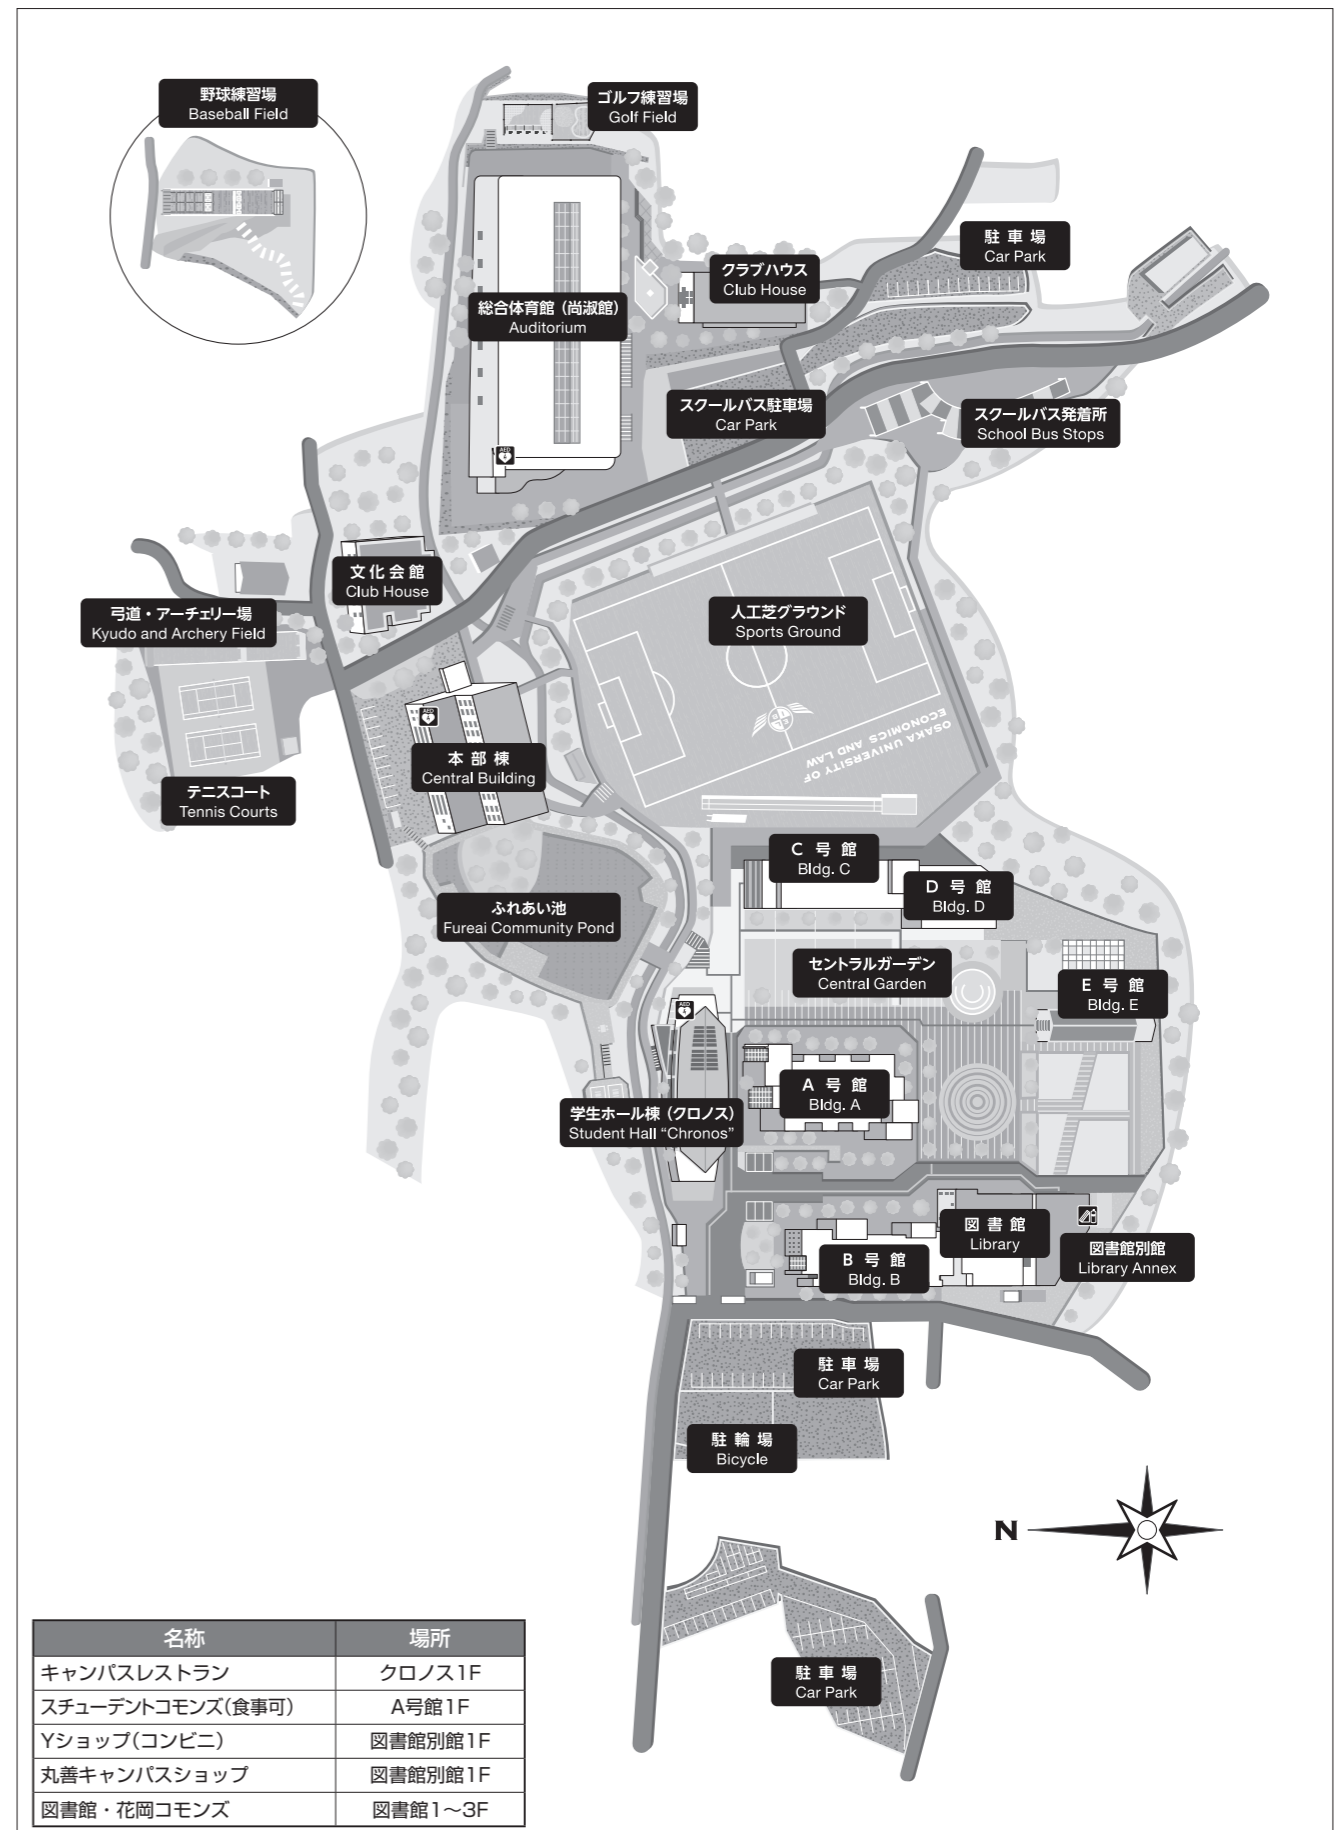 野球練習場
Baseball Field
ゴルフ練習場
Golf Field
駐車場
Car Park
クラブハウス
Club House
総合体育館（尚淑館）
Auditorium
スクールバス駐車場
Car Park
スクールバス発着所
School Bus Stops
AED
文化会館
Club House
弓道・アーチェリー場
Kyudo and Archery Field
人工芝グラウンド
Sports Ground
OSAKA UNIVERSITY OF
ECONOMICS AND LAW
AED
本部棟
Central Building
テニスコート
Tennis Courts
C号館
Bldg. C
D号館
Bldg. D
ふれあい池
Fureai Community Pond
セントラルガーデン
Central Garden
E号館
Bldg. E
AED
A号館
Bldg. A
学生ホール棟（クロノス）
Student Hall “Chronos”
図書館
Library
B号館
Bldg. B
図書館別館
Library Annex
駐車場
Car Park
駐輪場
Bicycle
N
駐車場
Car Park
名称 場所
キャンパスレストラン クロノス1F
スチューデントコモンズ(食事可) A号館1F
Yショップ(コンビニ) 図書館別館1F
丸善キャンパスショップ 図書館別館1F
図書館・花岡コモンズ 図書館1〜3F